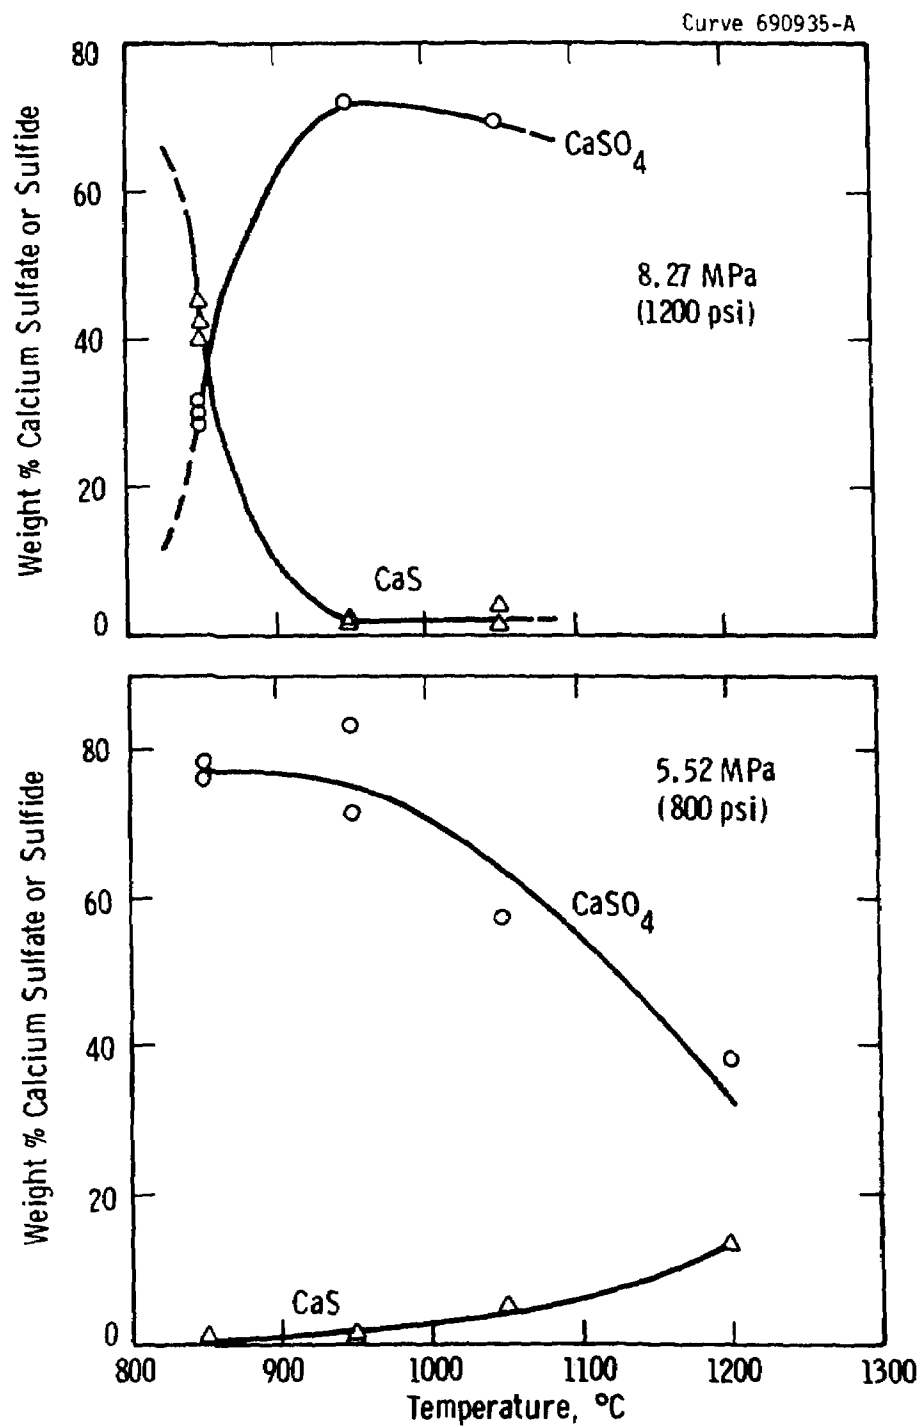 Curve 690935-A
80
60
40
20
0
Weight % Calcium Sulfate or Sulfide
CaSO4
8.27 MPa
(1200 psi)
CaS
80
60
40
20
0
Weight % Calcium Sulfate or Sulfide
5.52 MPa
(800 psi)
CaSO4
CaS
800 900 1000 1100 1200 1300
Temperature, °C